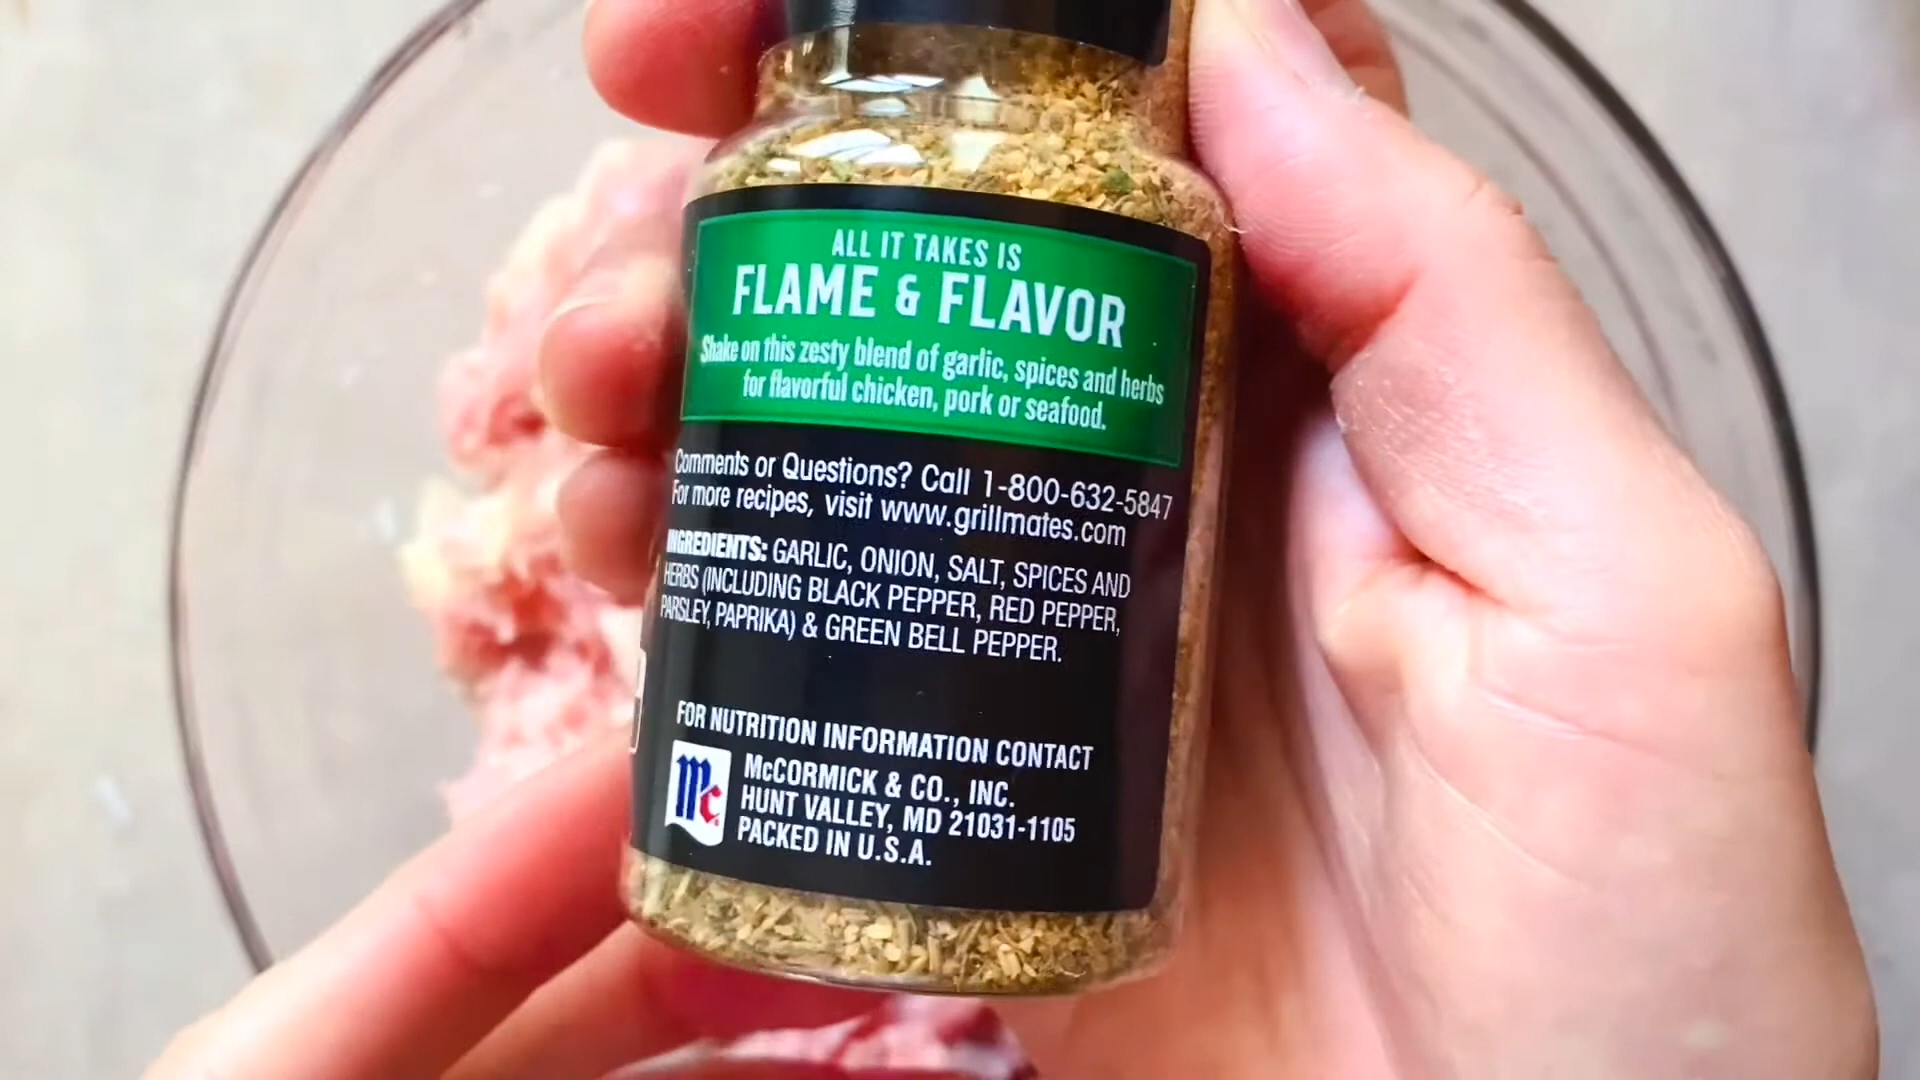 ALL IT TAKES IS
FLAME & FLAVOR
Shake on this zesty blend of garlic, spices and herbs
for flavorful chicken, pork or seafood.
Comments or Questions? Call 1-800-632-5847
For more recipes, visit www.grillmates.com
INGREDIENTS: GARLIC, ONION, SALT, SPICES AND
HERBS (INCLUDING BLACK PEPPER, RED PEPPER,
PARSLEY, PAPRIKA) & GREEN BELL PEPPER.
FOR NUTRITION INFORMATION CONTACT
Mc
McCORMICK & CO., INC.
HUNT VALLEY, MD 21031-1105
PACKED IN U.S.A.